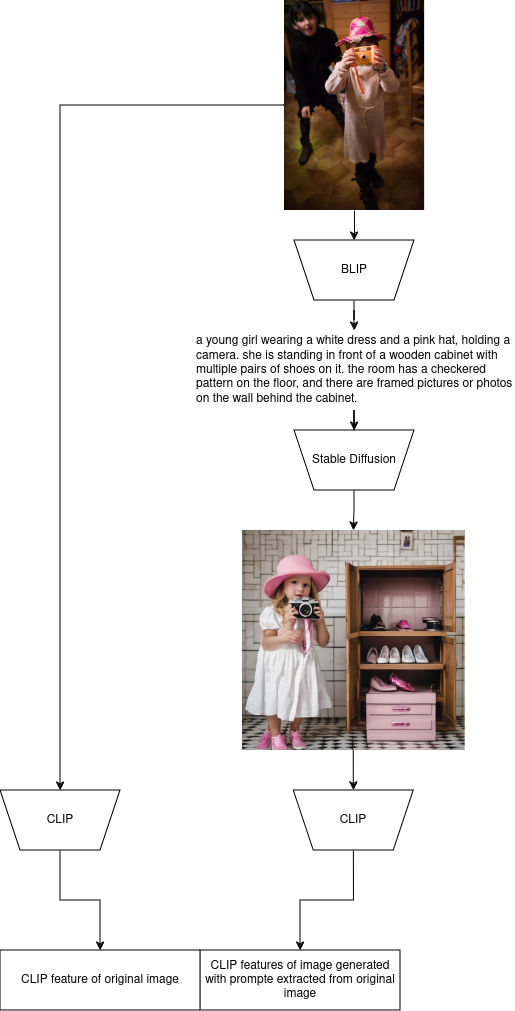 BLIP
a young girl wearing a white dress and a pink hat, holding a
camera. she is standing in front of a wooden cabinet with
multiple pairs of shoes on it. the room has a checkered
pattern on the floor, and there are framed pictures or photos
on the wall behind the cabinet.
Stable Diffusion
CLIP
CLIP
CLIP feature of original image
CLIP features of image generated
with prompte extracted from original
image